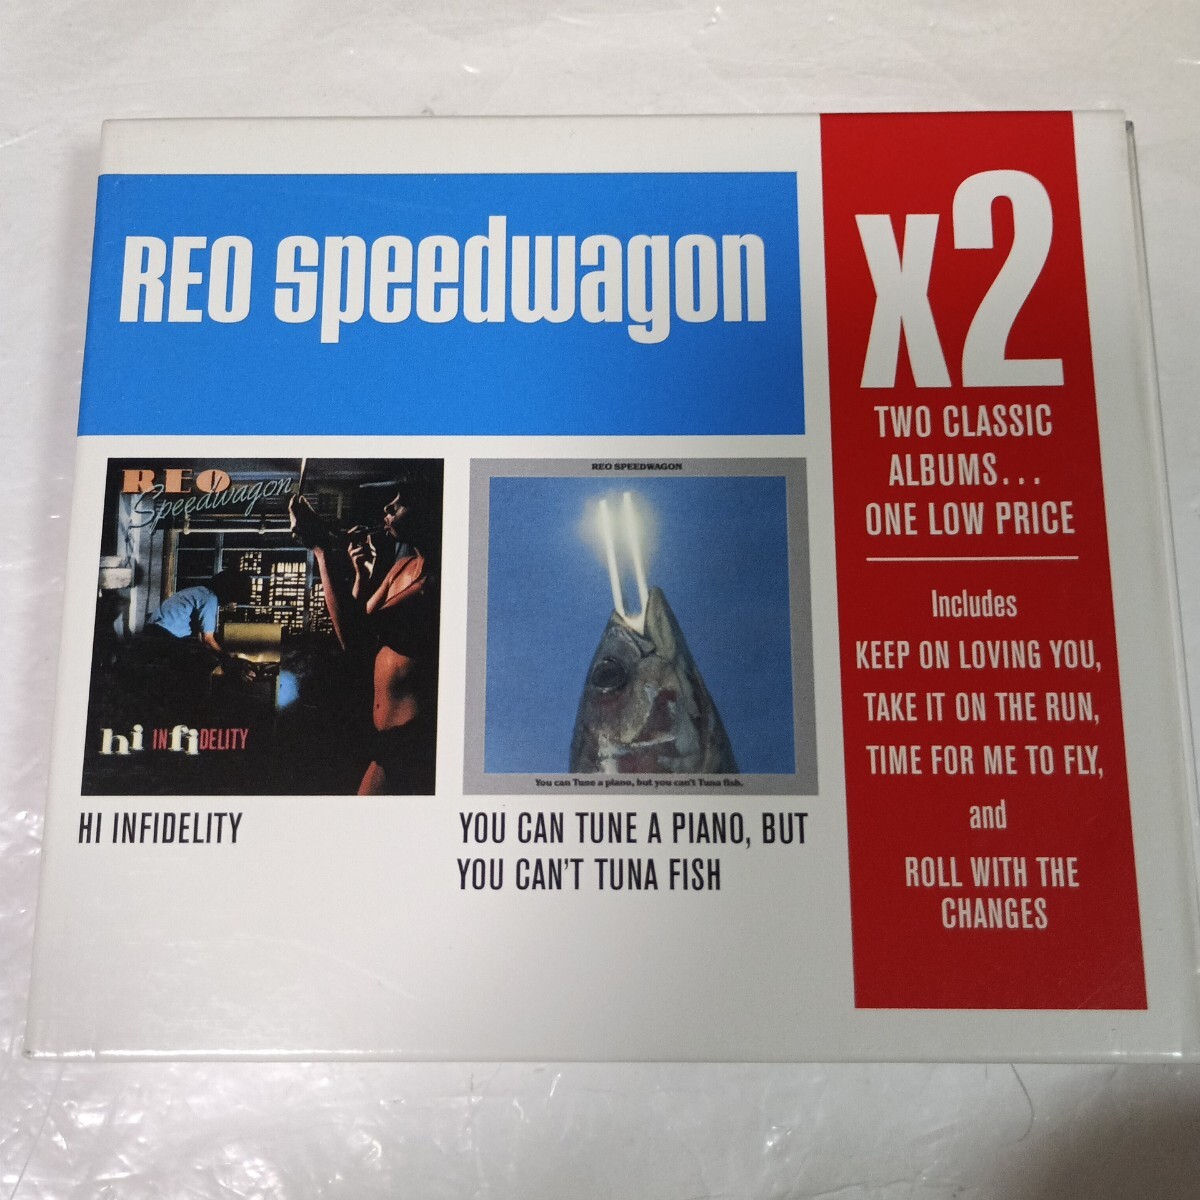 REO Speedwagon
REO
Speedwagon
hi INfiDELITY
HI INFIDELITY
REO SPEEDWAGON
You can Tune a piano, but you can't Tuna fish.
YOU CAN TUNE A PIANO, BUT
YOU CAN'T TUNA FISH
x2
TWO CLASSIC
ALBUMS...
ONE LOW PRICE
Includes
KEEP ON LOVING YOU,
TAKE IT ON THE RUN,
TIME FOR ME TO FLY,
and
ROLL WITH THE
CHANGES